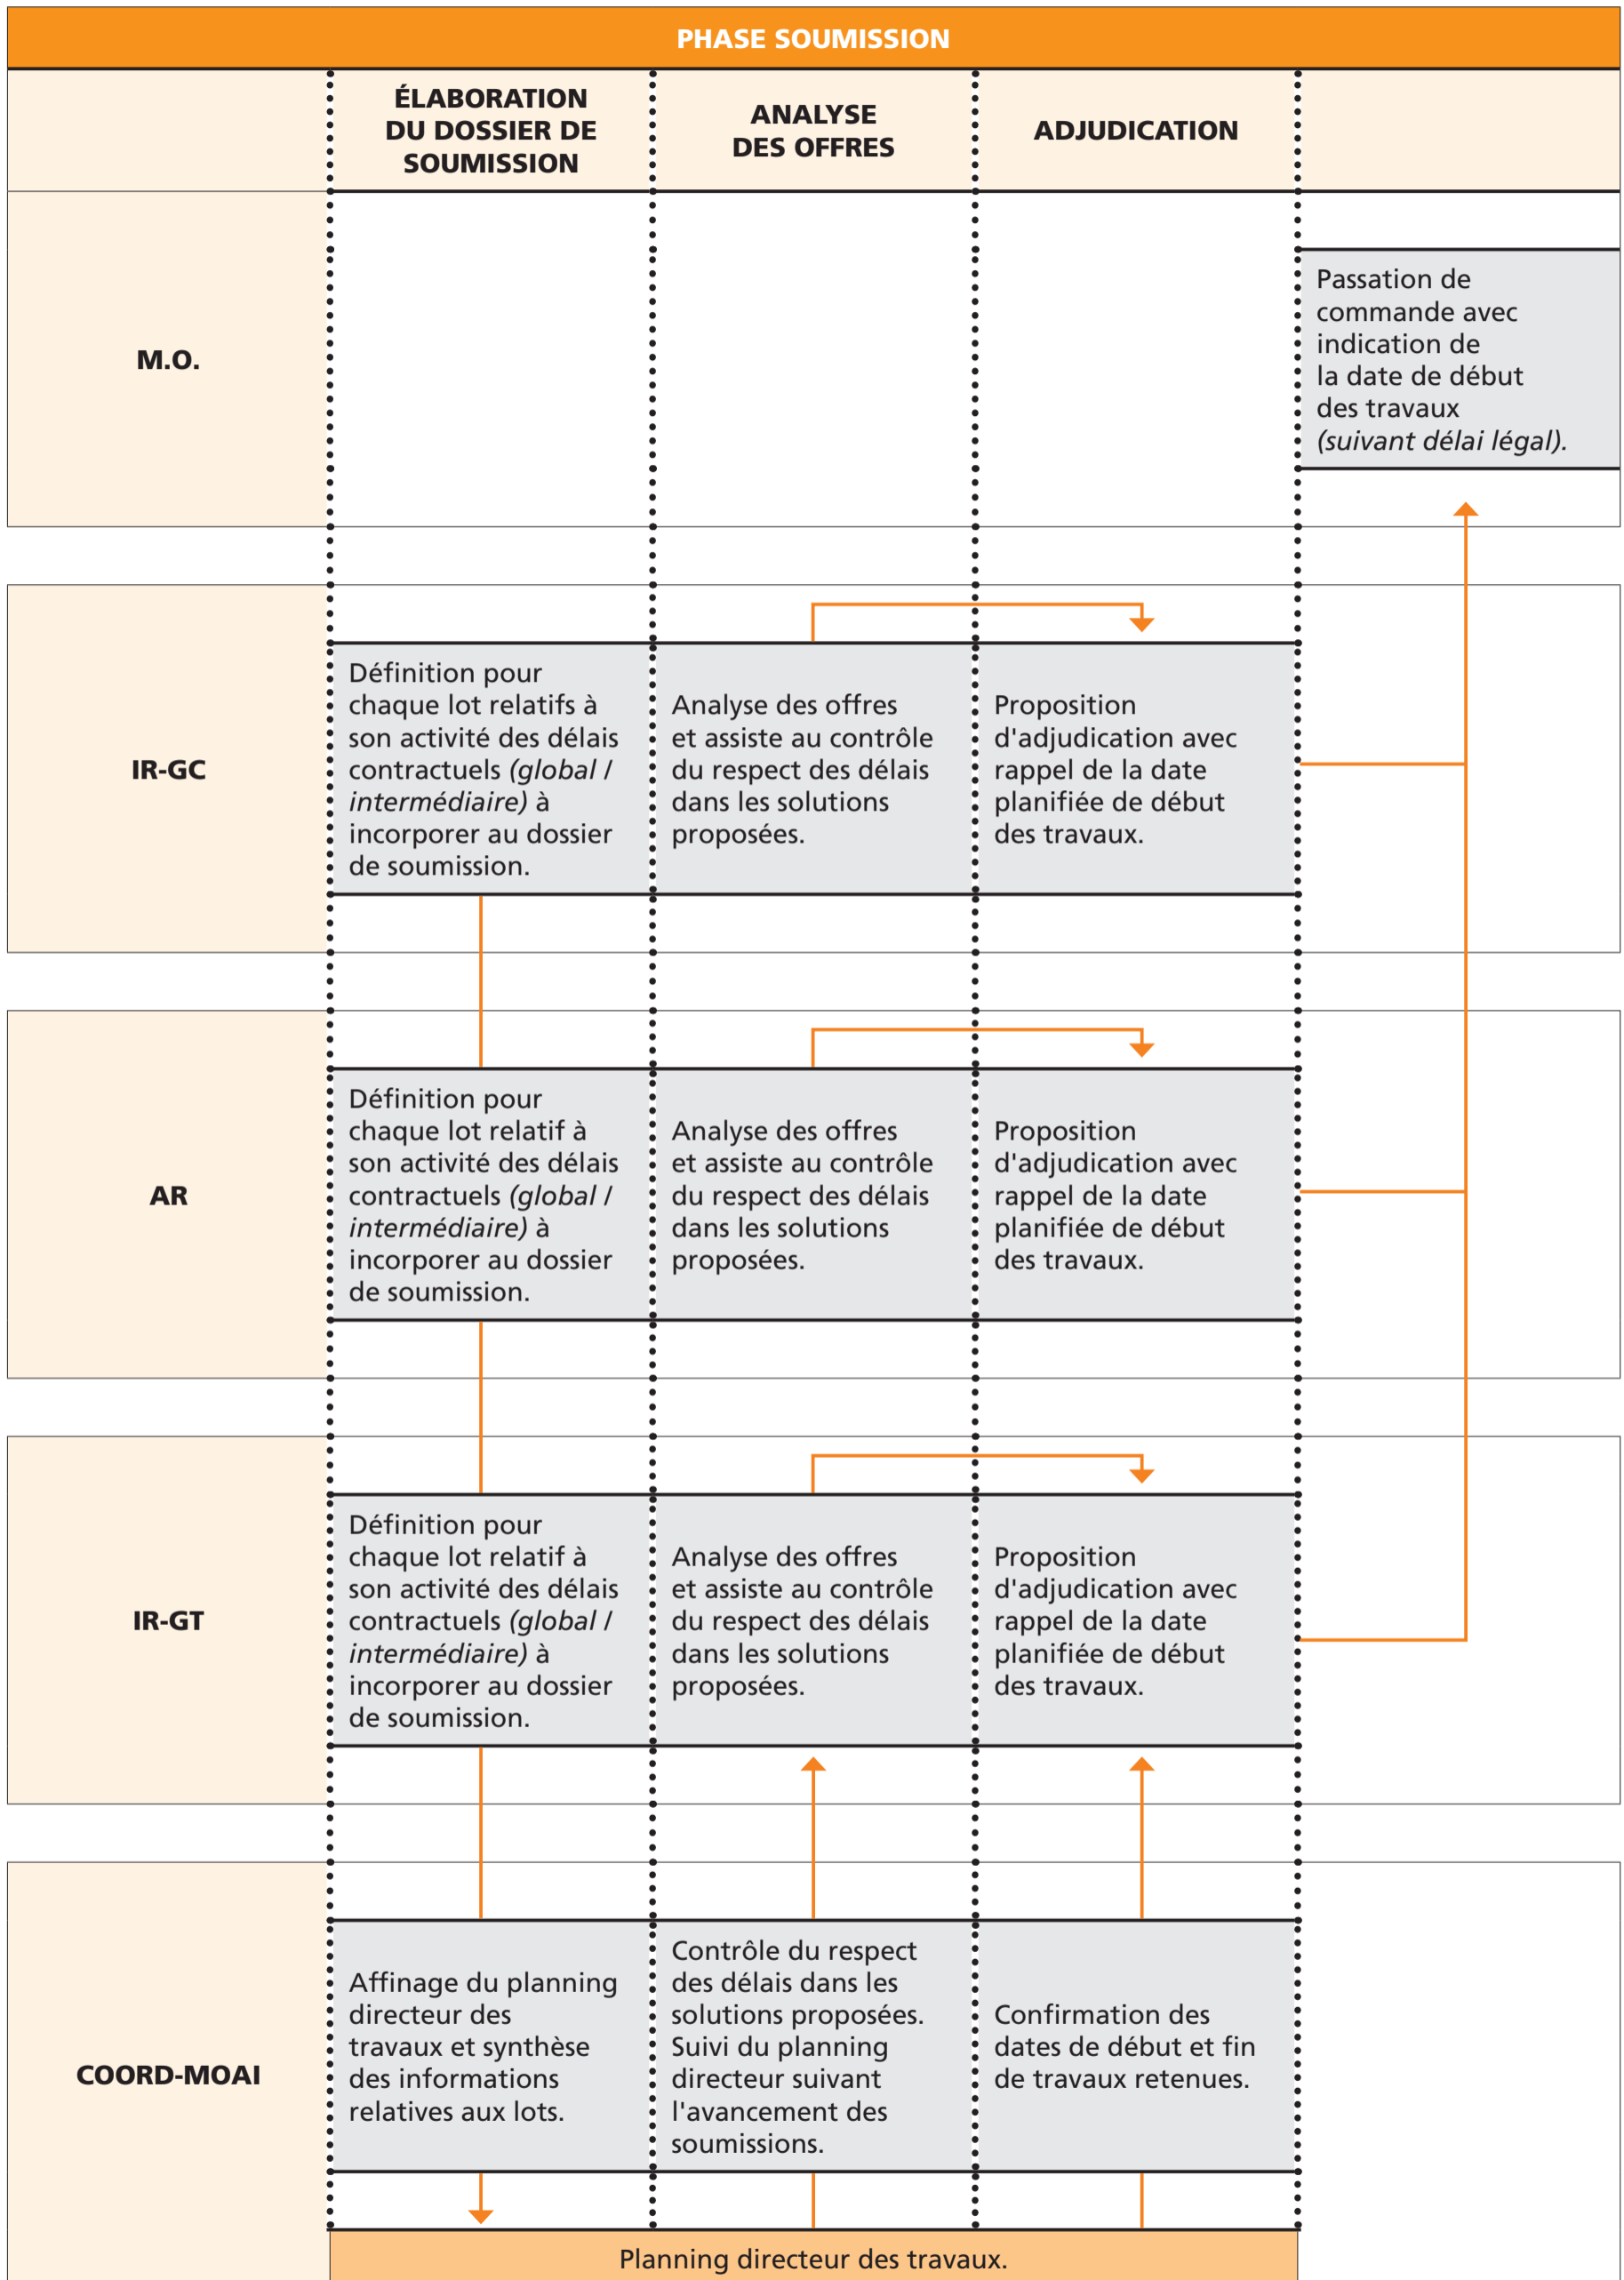 PHASE SOUMISSION
ÉLABORATION
DU DOSSIER DE
SOUMISSION
ANALYSE
DES OFFRES
ADJUDICATION
M.O.
Passation de
commande avec
indication de
la date de début
des travaux
(suivant délai légal).
IR-GC
Définition pour
chaque lot relatifs à
son activité des délais
contractuels (global /
intermédiaire) à
incorporer au dossier
de soumission.
Analyse des offres
et assiste au contrôle
du respect des délais
dans les solutions
proposées.
Proposition
d'adjudication avec
rappel de la date
planifiée de début
des travaux.
AR
Définition pour
chaque lot relatif à
son activité des délais
contractuels (global /
intermédiaire) à
incorporer au dossier
de soumission.
Analyse des offres
et assiste au contrôle
du respect des délais
dans les solutions
proposées.
Proposition
d'adjudication avec
rappel de la date
planifiée de début
des travaux.
IR-GT
Définition pour
chaque lot relatif à
son activité des délais
contractuels (global /
intermédiaire) à
incorporer au dossier
de soumission.
Analyse des offres
et assiste au contrôle
du respect des délais
dans les solutions
proposées.
Proposition
d'adjudication avec
rappel de la date
planifiée de début
des travaux.
COORD-MOAI
Affinage du planning
directeur des
travaux et synthèse
des informations
relatives aux lots.
Contrôle du respect
des délais dans les
solutions proposées.
Suivi du planning
directeur suivant
l'avancement des
soumissions.
Confirmation des
dates de début et fin
de travaux retenues.
Planning directeur des travaux.